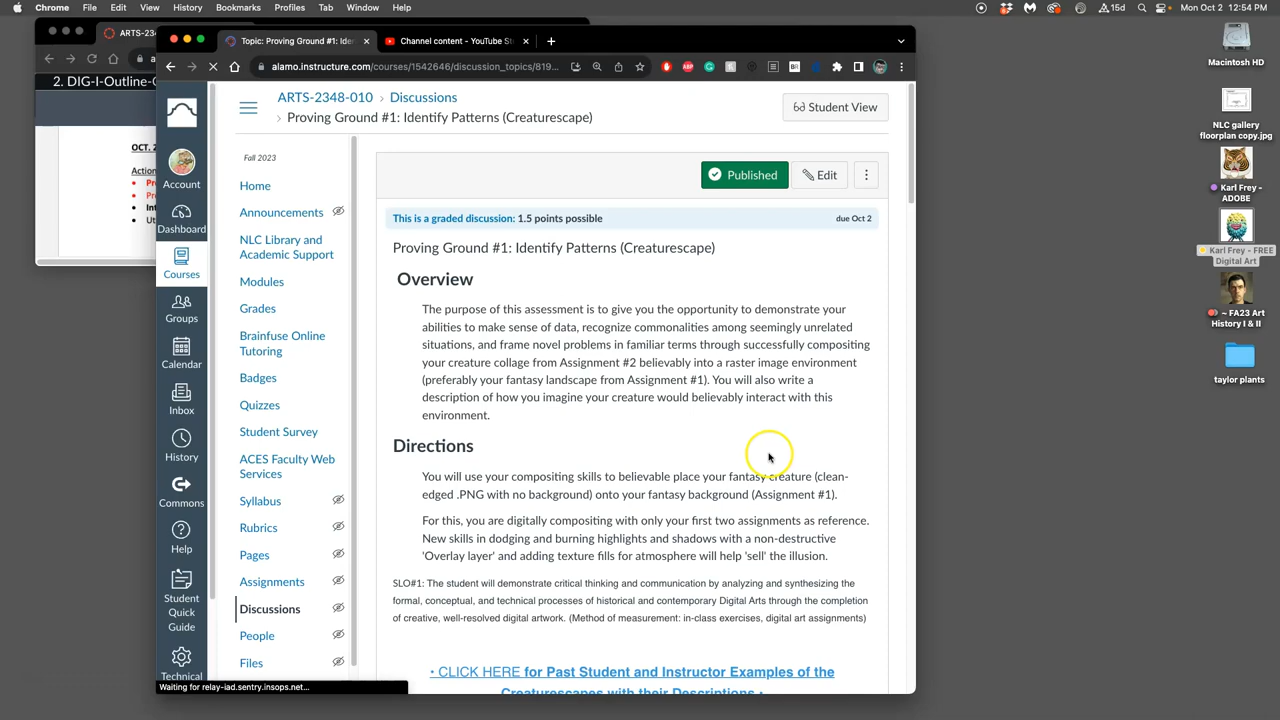 Chrome File Edit View History Bookmarks Profiles Tab Window Help
15d Mon Oct 2 12:54 PM
ARTS-23
Topic: Proving Ground #1: Iden
Channel content - YouTube St
alamo.instructure.com/courses/1542646/discussion_topics/819...
2. DIG-I-Outline-
OCT. 2
Action
Pr
Pr
Int
Ut
Account
Dashboard
Courses
Groups
Calendar
Inbox
History
Commons
Help
Student
Quick
Guide
Technical
ARTS-2348-010 › Discussions
› Proving Ground #1: Identify Patterns (Creaturescape)
Student View
Fall 2023
Home
Announcements
NLC Library and
Academic Support
Modules
Grades
Brainfuse Online
Tutoring
Badges
Quizzes
Student Survey
ACES Faculty Web
Services
Syllabus
Rubrics
Pages
Assignments
Discussions
People
Files
Published
Edit
This is a graded discussion: 1.5 points possible
due Oct 2
Proving Ground #1: Identify Patterns (Creaturescape)
Overview
The purpose of this assessment is to give you the opportunity to demonstrate your
abilities to make sense of data, recognize commonalities among seemingly unrelated
situations, and frame novel problems in familiar terms through successfully compositing
your creature collage from Assignment #2 believably into a raster image environment
(preferably your fantasy landscape from Assignment #1). You will also write a
description of how you imagine your creature would believably interact with this
environment.
Directions
You will use your compositing skills to believable place your fantasy creature (clean-
edged .PNG with no background) onto your fantasy background (Assignment #1).
For this, you are digitally compositing with only your first two assignments as reference.
New skills in dodging and burning highlights and shadows with a non-destructive
'Overlay layer' and adding texture fills for atmosphere will help 'sell' the illusion.
SLO#1: The student will demonstrate critical thinking and communication by analyzing and synthesizing the
formal, conceptual, and technical processes of historical and contemporary Digital Arts through the completion
of creative, well-resolved digital artwork. (Method of measurement: in-class exercises, digital art assignments)
• CLICK HERE for Past Student and Instructor Examples of the
Creaturescapes with their Descriptions •
Waiting for relay-iad.sentry.insops.net...
Macintosh HD
NLC gallery
floorplan copy.jpg
Karl Frey -
ADOBE
Karl Frey - FREE
Digital Art
~ FA23 Art
History I & II
taylor plants